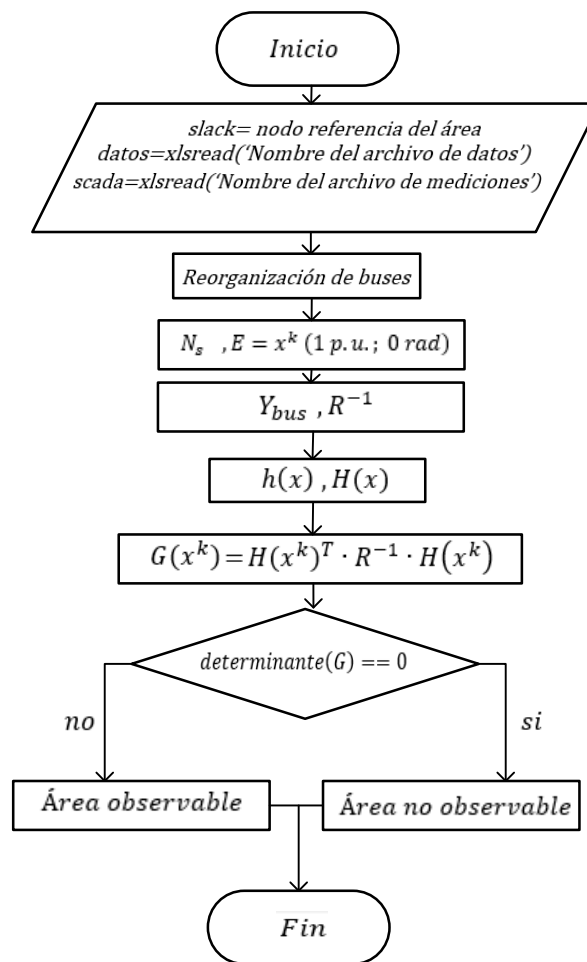 Inicio
slack= nodo referencia del área
datos=xlsread(‘Nombre del archivo de datos’)
scada=xlsread(‘Nombre del archivo de mediciones’)
Reorganización de buses
N_s , E = x^k (1 p.u.; 0 rad)
Y_bus , R^−1
h(x) , H(x)
G(x^k)=H(x^k)^T · R^−1 · H(x^k)
determinante(G) == 0
no
si
Área observable
Área no observable
Fin